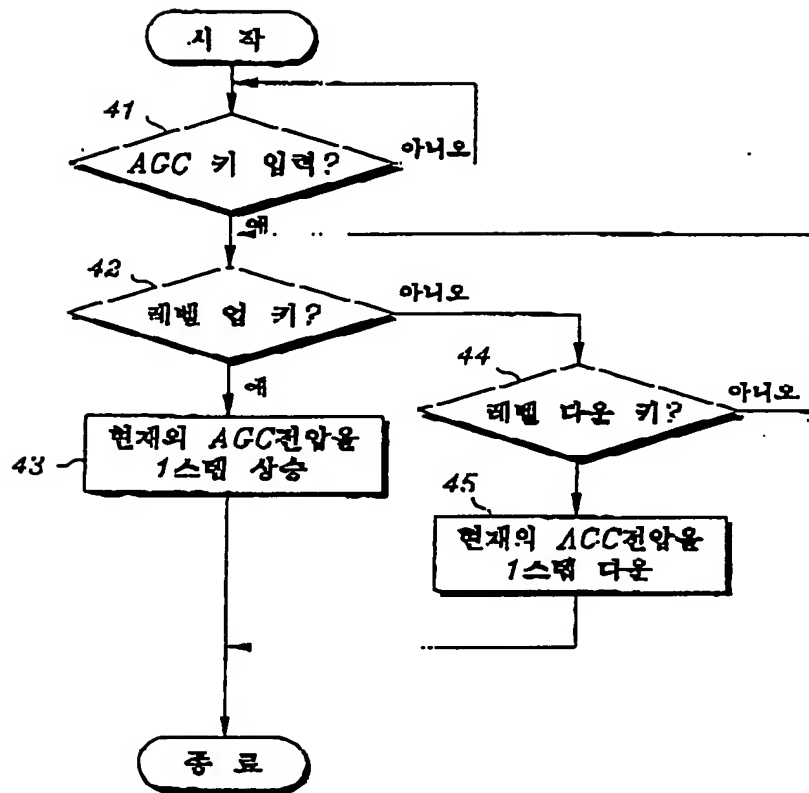 시 작
41
AGC 키 입력?
아니오
예
42
레벨 업 키?
아니오
44
예
레벨 다운 키?
아니오
43
현재의 AGC전압을
1스텝 상승
45
현재의 AGC전압을
1스텝 다운
종 료